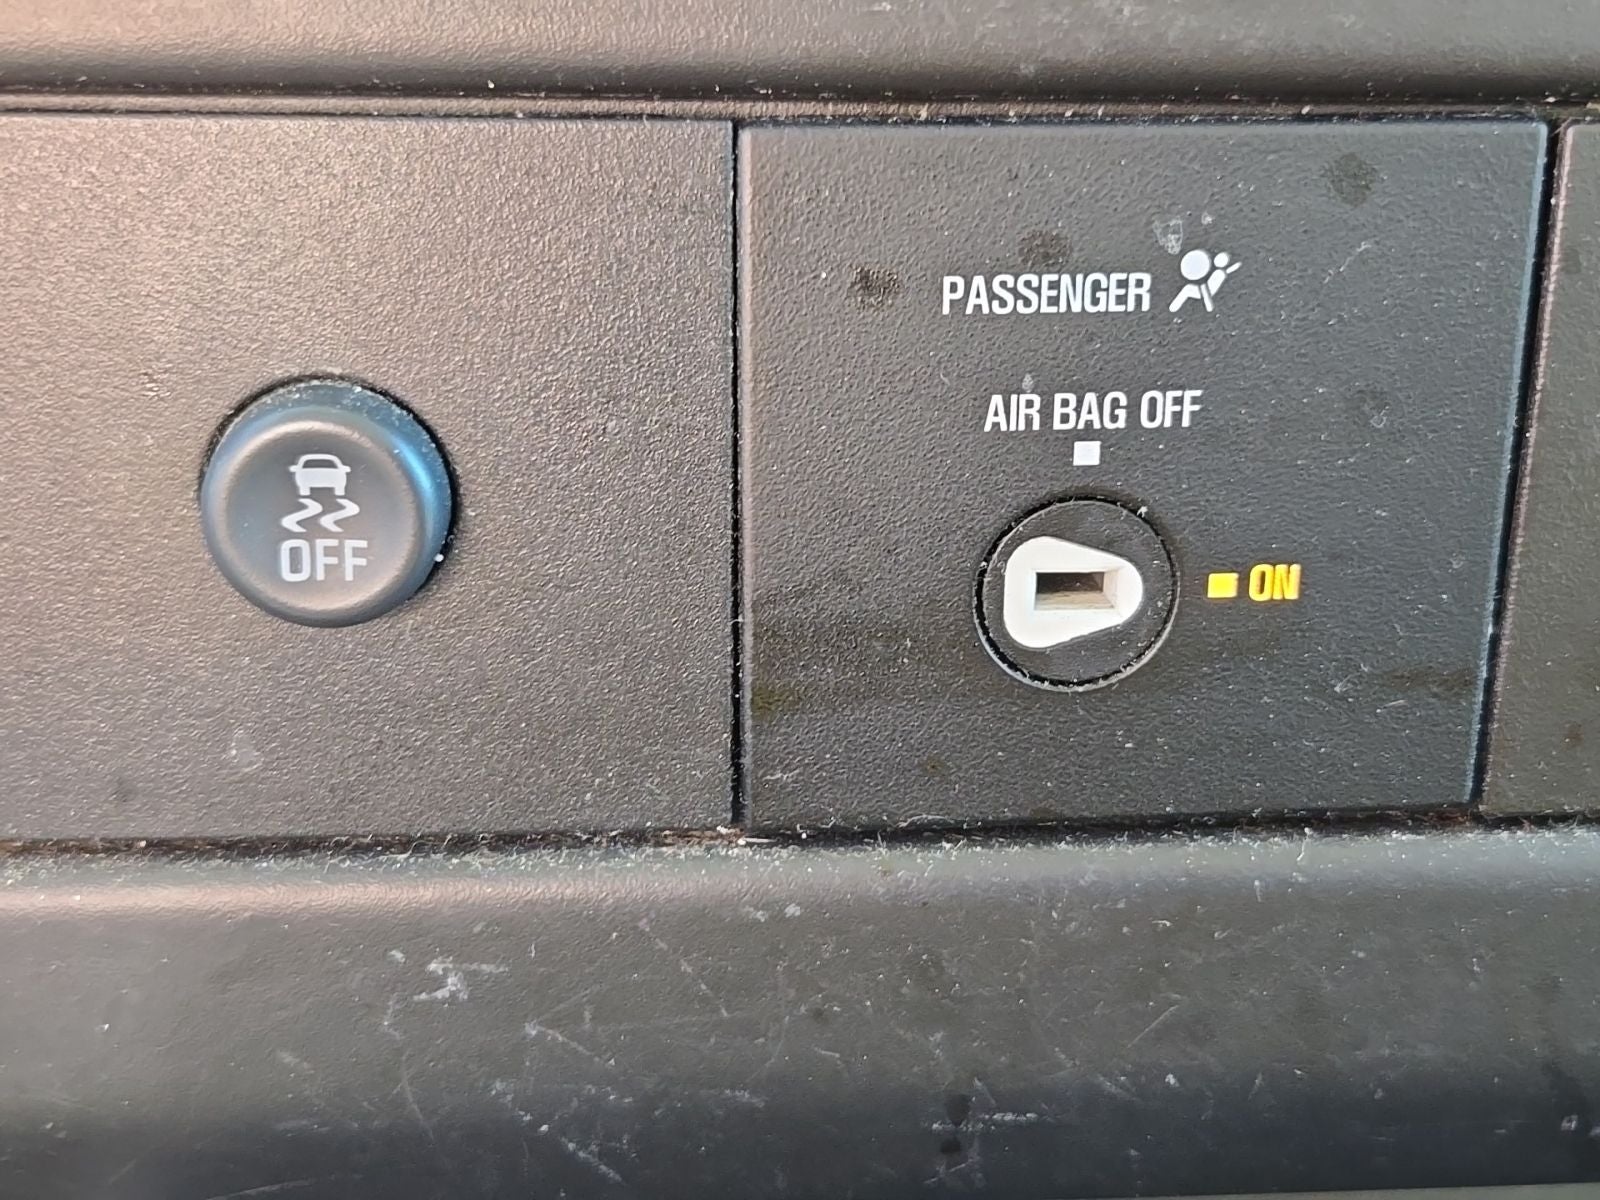 PASSENGER
AIR BAG OFF
OFF
ON